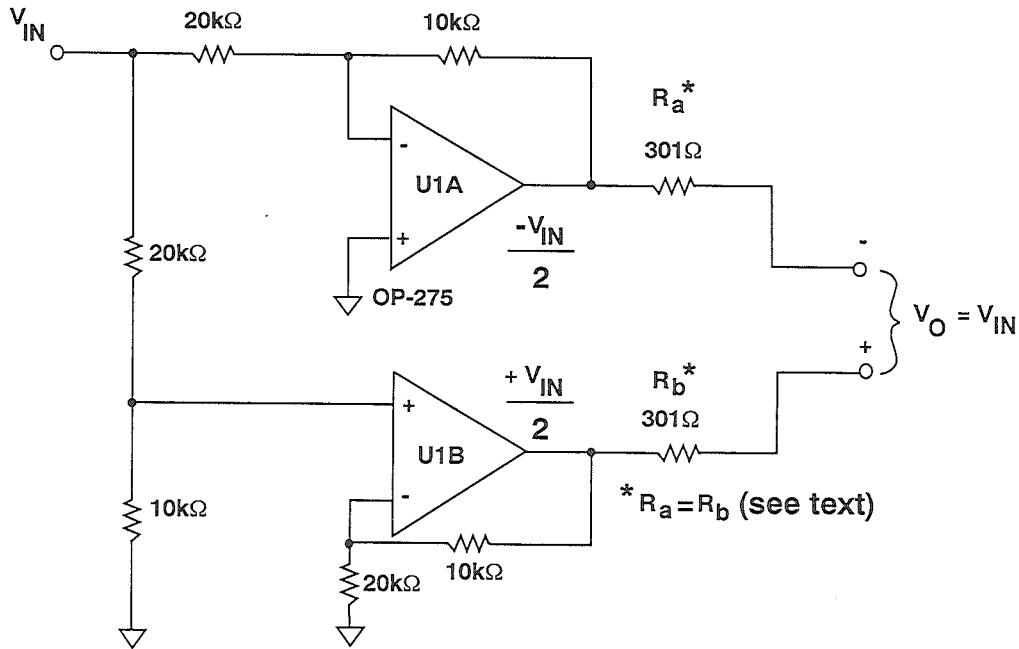 V_IN
20kΩ
10kΩ
R_a*
301Ω
-
U1A
+
-V_IN
2
OP-275
20kΩ
-
V_O = V_IN
+
+ V_IN
2
R_b*
301Ω
+
U1B
-
*R_a=R_b (see text)
10kΩ
10kΩ
20kΩ